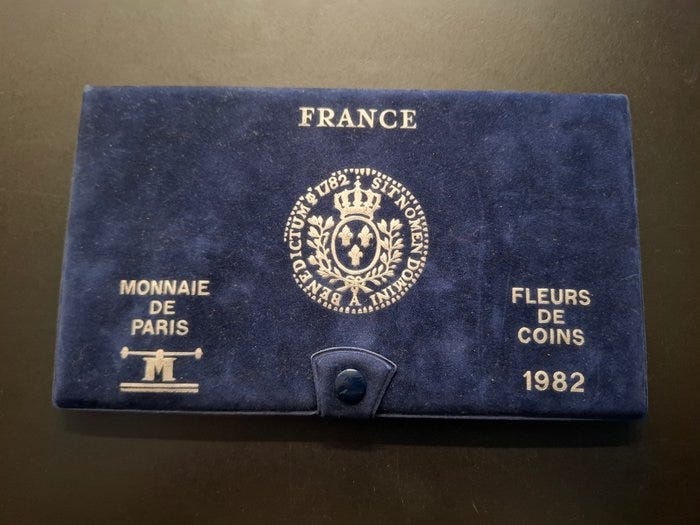 FRANCE
SIT NOMEN DOMINI A BENEDICTUM 1782
MONNAIE
DE
PARIS
M
FLEURS
DE
COINS
1982